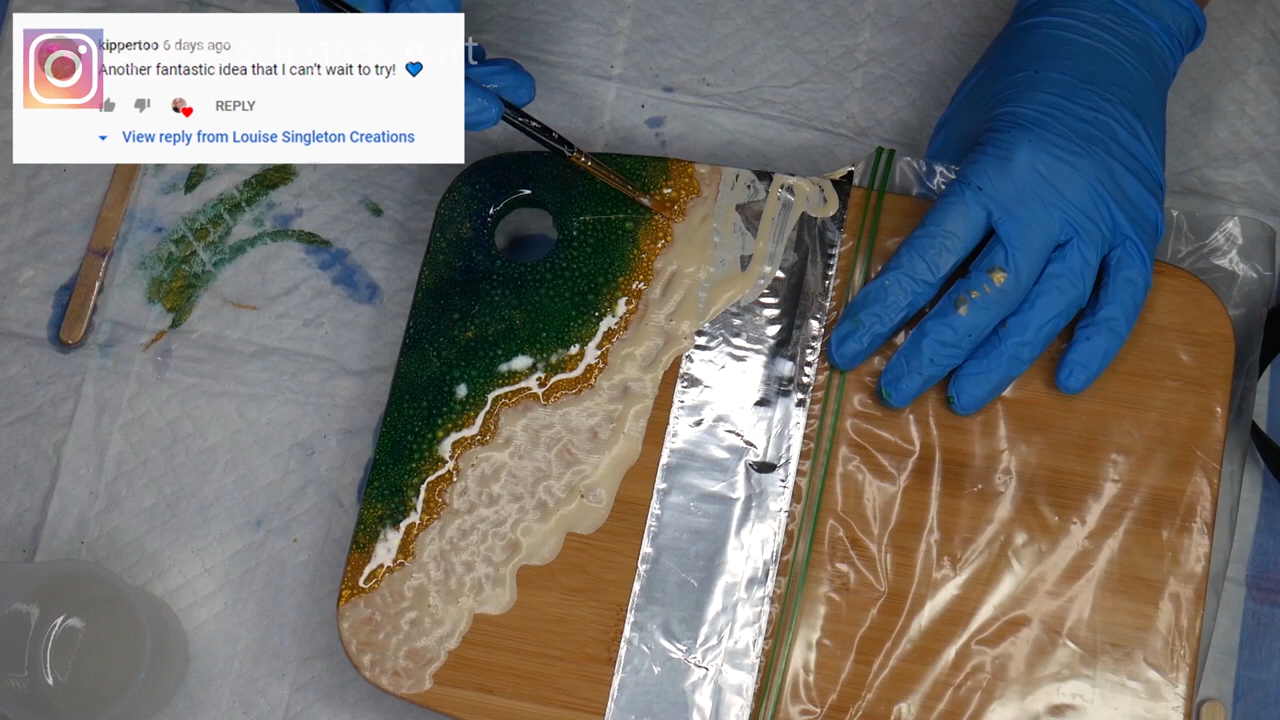 kippertoo 6 days ago
Another fantastic idea that I can't wait to try! 💙
REPLY
View reply from Louise Singleton Creations